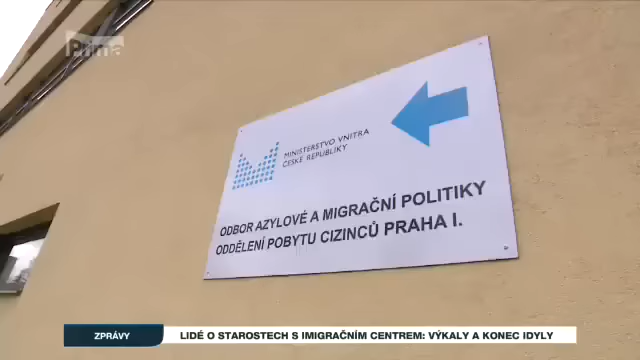 Prima
MINISTERSTVO VNITRA
ČESKÉ REPUBLIKY
ODBOR AZYLOVÉ A MIGRAČNÍ POLITIKY
ODDĚLENÍ POBYTU CIZINCŮ PRAHA I.
ZPRÁVY
LIDÉ O STAROSTECH S IMIGRAČNÍM CENTREM: VÝKALY A KONEC IDYLY